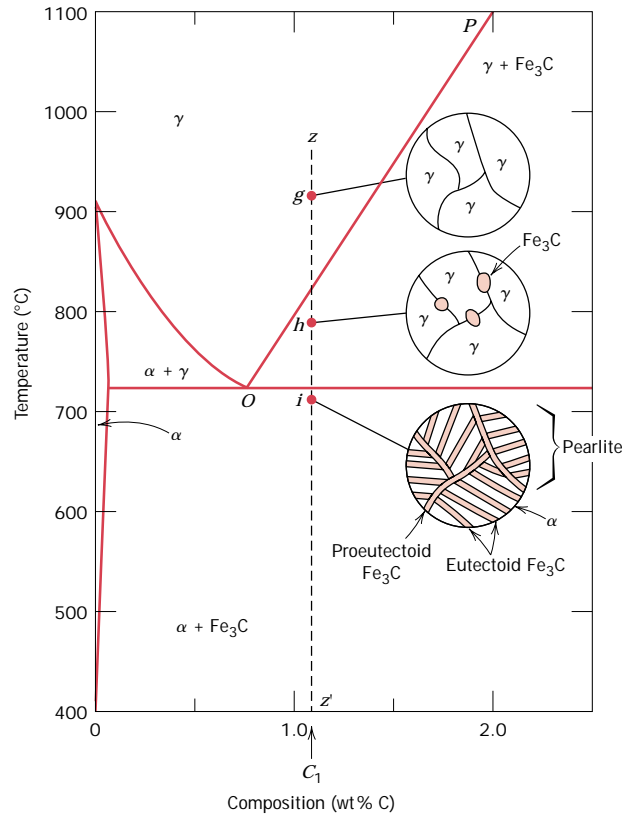 1100
P
γ + Fe₃C
1000
γ
z
γ
γ
γ
γ
g
900
Fe₃C
γ
γ
γ
γ
800
h
Temperature (°C)
α + γ
O
i
700
α
Pearlite
600
α
Proeutectoid
Fe₃C
Eutectoid Fe₃C
500
α + Fe₃C
z'
400
0
1.0
2.0
C₁
Composition (wt% C)